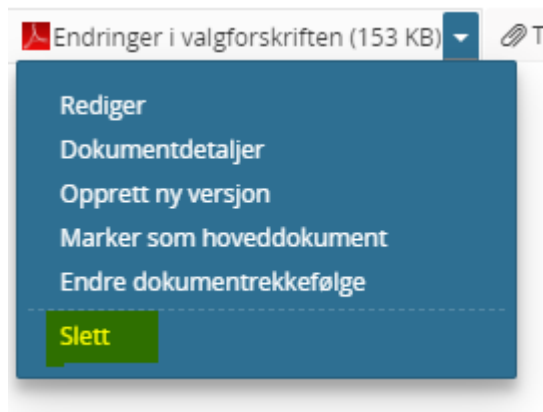 Endringer i valgforskriften (153 KB) T
Rediger
Dokumentdetaljer
Opprett ny versjon
Marker som hoveddokument
Endre dokumentrekkefølge
Slett